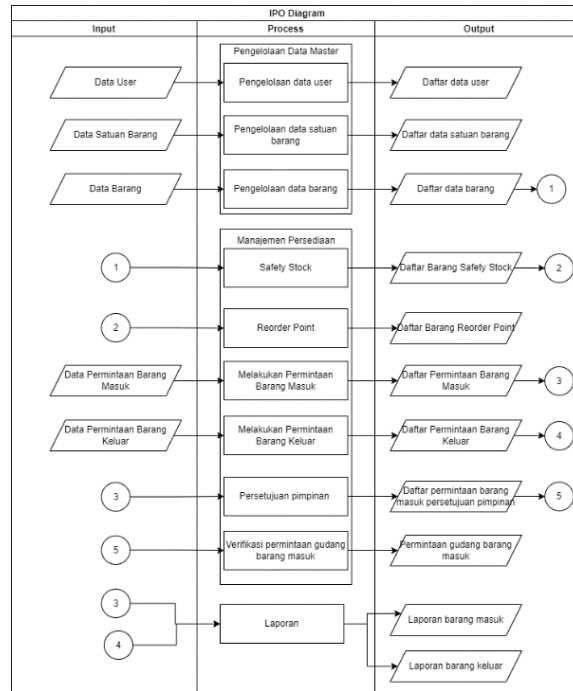 IPO Diagram
Input
Process
Output
Pengelolaan Data Master
Data User
Pengelolaan data user
Daftar data user
Data Satuan Barang
Pengelolaan data satuan
barang
Daftar data satuan barang
Data Barang
Pengelolaan data barang
Daftar data barang
1
Manajemen Persediaan
1
Safety Stock
Daftar Barang Safety Stock
2
2
Reorder Point
Daftar Barang Reorder Point
Data Permintaan Barang
Masuk
Melakukan Permintaan
Barang Masuk
Daftar Permintaan Barang
Masuk
3
Data Permintaan Barang
Keluar
Melakukan Permintaan
Barang Keluar
Daftar Permintaan Barang
Keluar
4
3
Persetujuan pimpinan
Daftar permintaan barang
masuk persetujuan pimpinan
5
5
Verifikasi permintaan gudang
barang masuk
Permintaan gudang barang
masuk
3
4
Laporan
Laporan barang masuk
Laporan barang keluar